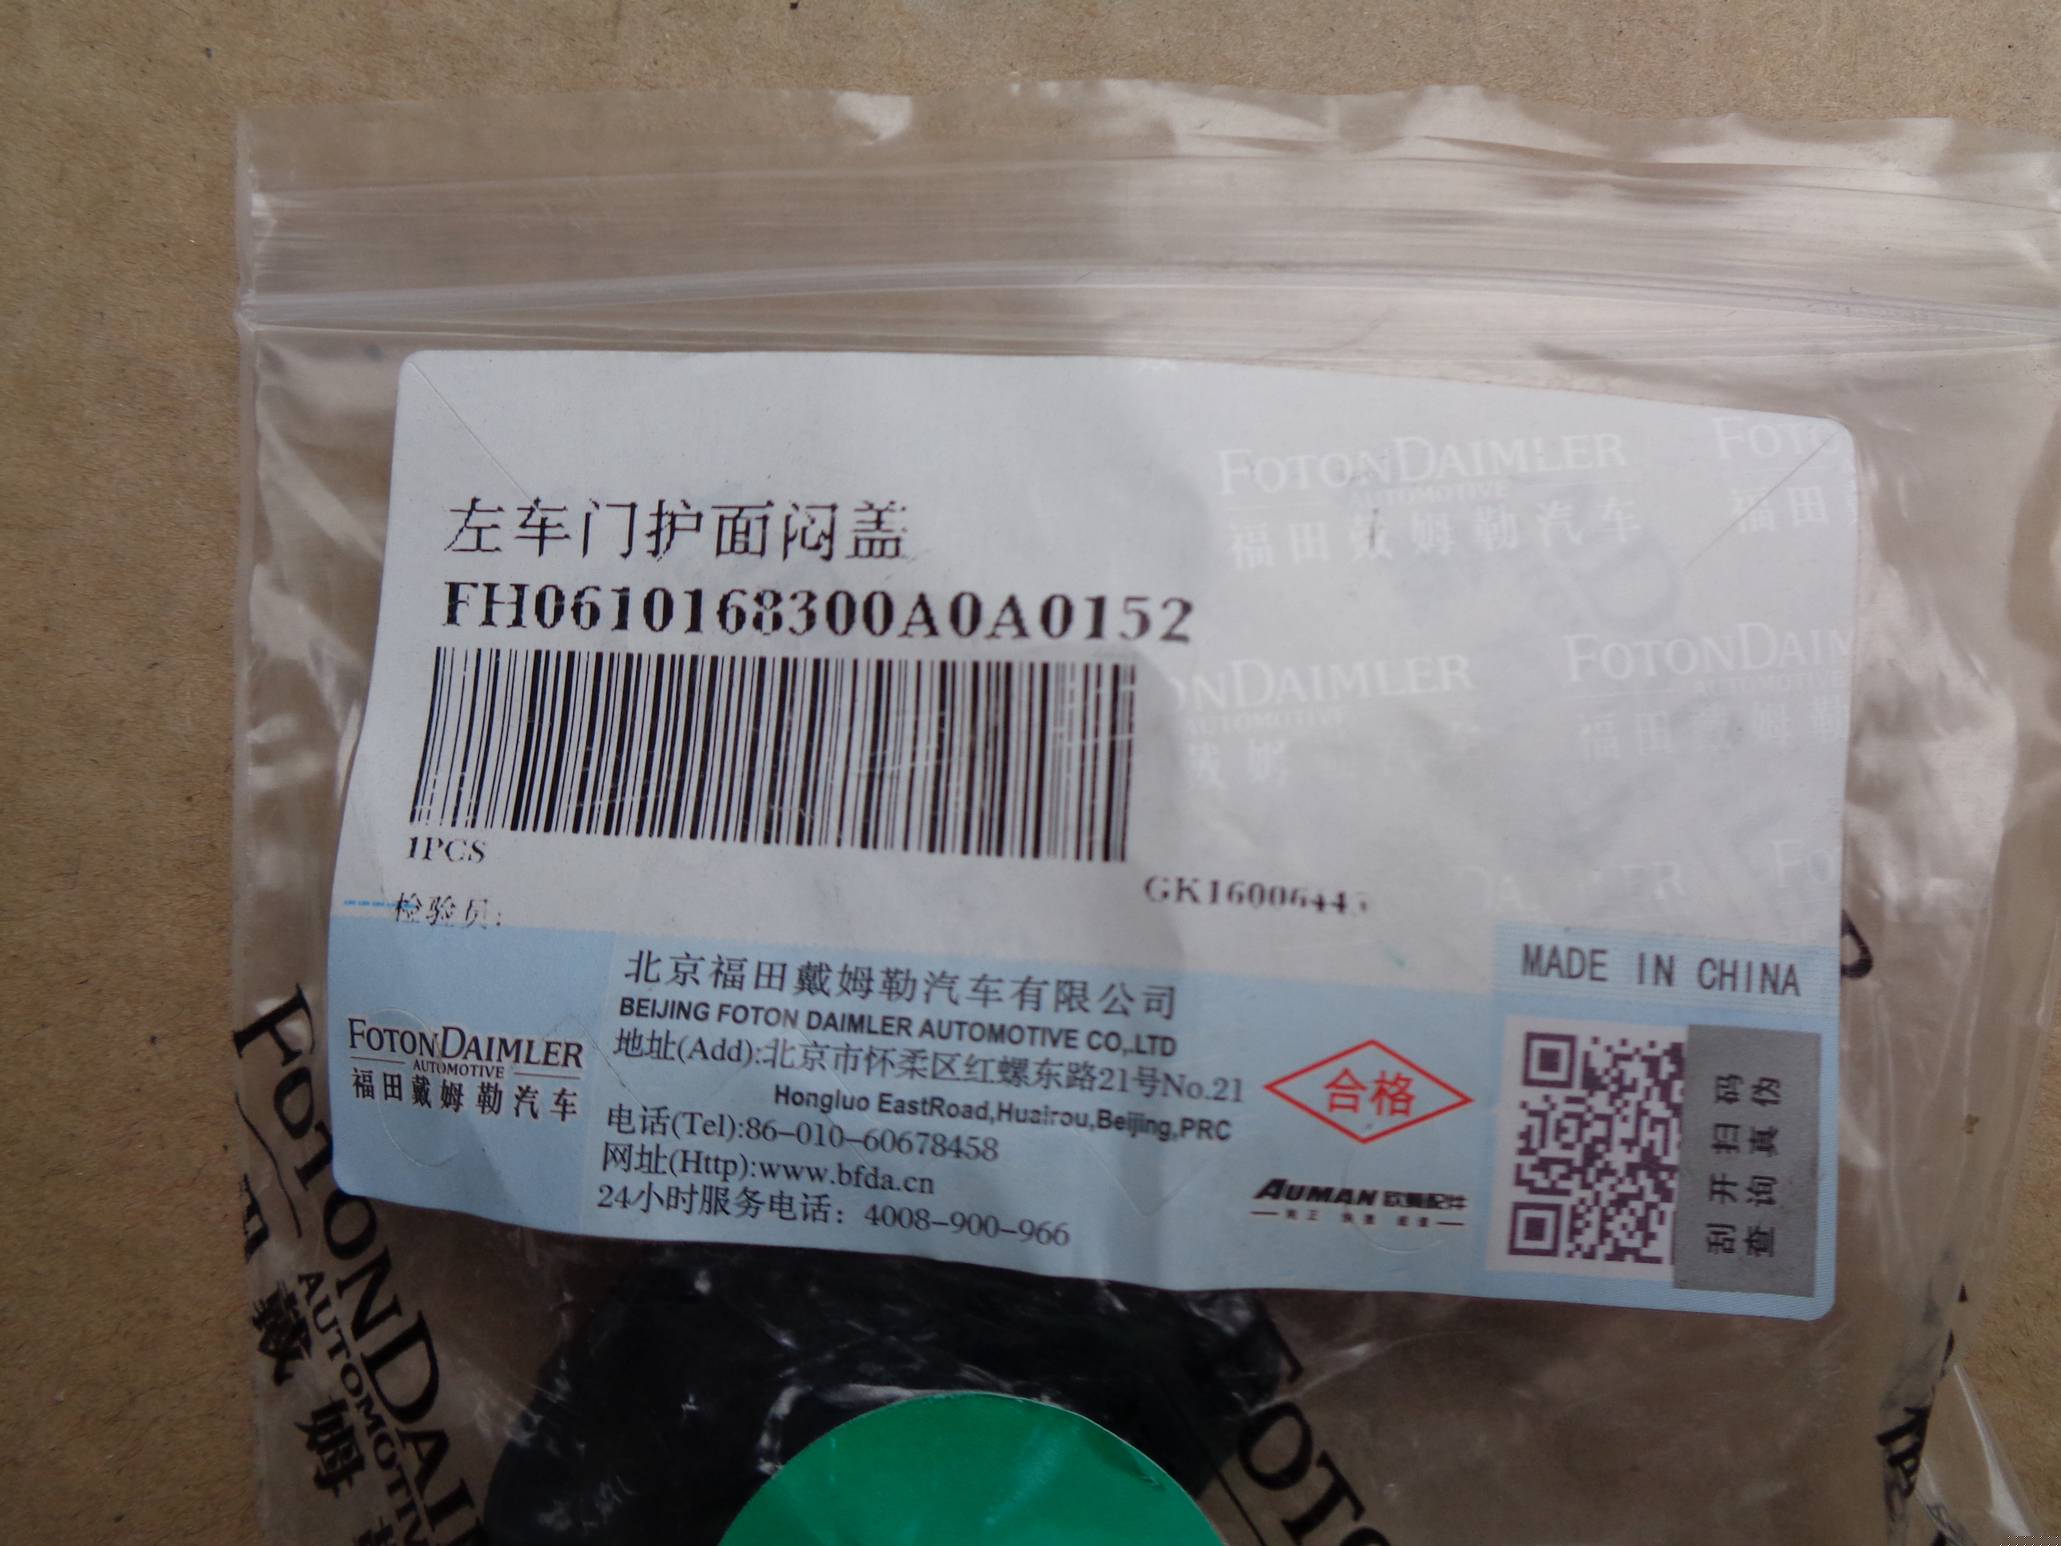 FOTONDAIMLER
AUTOMOTIVE
福田戴姆勒汽车
左车门护面闷盖
FH0610168300A0A0152
1PCS
检验员:
北京福田戴姆勒汽车有限公司
BEIJING FOTON DAIMLER AUTOMOTIVE CO,.LTD
地址(Add):北京市怀柔区红螺东路21号No.21
Hongluo EastRoad,Huairou,Beijing,PRC
电话(Tel):86-010-60678458
网址(Http):www.bfda.cn
24小时服务电话：4008-900-966
FOTONDAIMLER
AUTOMOTIVE
福田戴姆勒汽车
合格
AUMAN 欧曼配件
MADE IN CHINA
刮开扫码
查询真伪